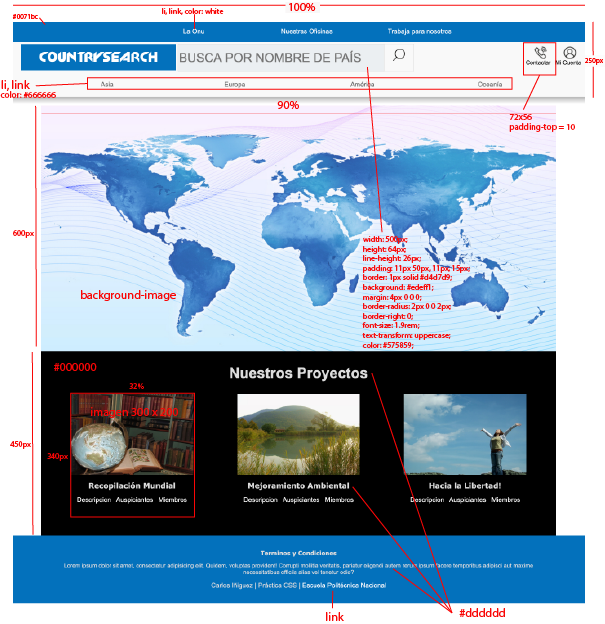 100%
li, link, color: white
#0071bc
La Onu
Nuestras Oficinas
Trabaja para nosotros
COUNTRYSEARCH
BUSCA POR NOMBRE DE PAÍS
Contactar
Mi Cuenta
250px
li, link
color: #666666
Asia
Europa
América
Oceanía
90%
72x56
padding-top = 10
600px
background-image
width: 500px;
height: 64px;
line-height: 26px;
padding: 11px 50px, 11px, 15px;
border: 1px solid #d4d7d9;
background: #edeff1;
margin: 4px 0 0 0;
border-radius: 2px 0 0 2px;
border-right: 0;
font-size: 1.9rem;
text-transform: uppercase;
color: #575859;
#000000
Nuestros Proyectos
32%
450px
340px
Recopilación Mundial
Descripcion Auspiciantes Miembros
Mejoramiento Ambiental
Descripcion Auspiciantes Miembros
Hacia la Libertad!
Descripcion Auspiciantes Miembros
Terminos y Condiciones
Lorem ipsum dolor sit amet, consectetur adipisicing elit. Quidem, voluptas provident! Corrupti mollitia veritatis, pariatur eligendi autem rerum ipsum facere temporibus adipisci aut maxime
necessitatibus officiis alias vel tenetur odio?
Carlos Iñiguez | Práctica CSS | Escuela Politécnica Nacional
link
#dddddd